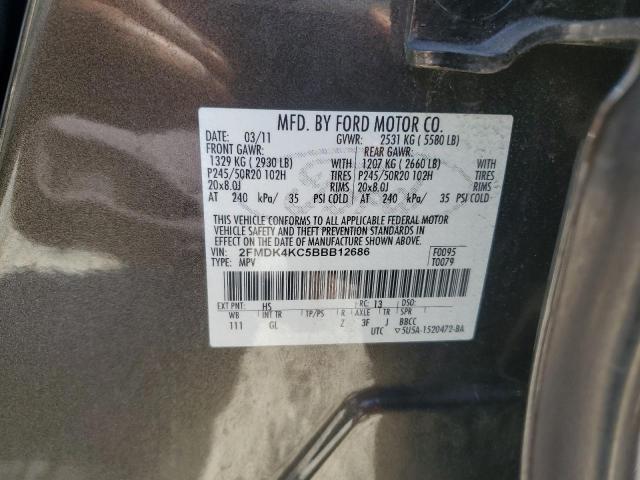 MFD. BY FORD MOTOR CO.
DATE: 03/11 GVWR: 2531 KG ( 5580 LB)
FRONT GAWR: REAR GAWR:
1329 KG ( 2930 LB) WITH 1207 KG ( 2660 LB) WITH
P245/50R20 102H TIRES P245/50R20 102H TIRES
20x8.0J RIMS 20x8.0J RIMS
AT 240 kPa/ 35 PSI COLD AT 240 kPa/ 35 PSI COLD
THIS VEHICLE CONFORMS TO ALL APPLICABLE FEDERAL MOTOR
VEHICLE SAFETY AND THEFT PREVENTION STANDARDS IN
EFFECT ON THE DATE OF MANUFACTURE SHOWN ABOVE.
VIN: 2FMDK4KC5BBB12686 F0095
TYPE: MPV T0079
EXT PNT: HS RC: 13 DSO:
WB INT TR TP/PS R AXLE TR SPR
111 GL Z 3F J BBCC
UTC ▽5U5A-1520472-BA